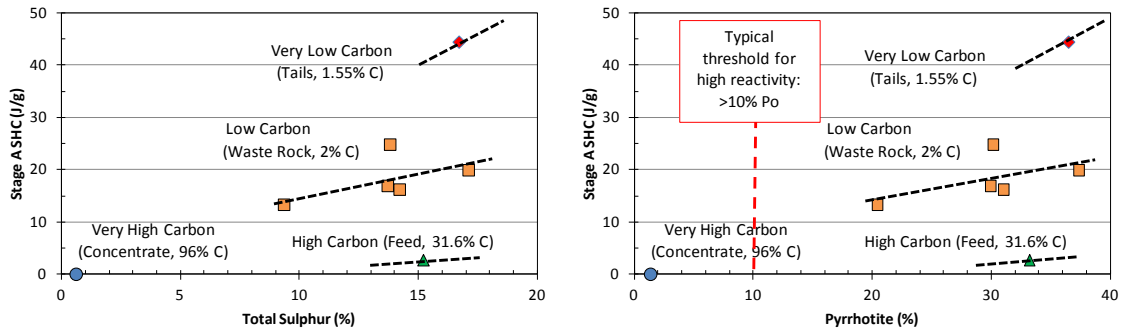 Stage A SHC (J/g)
50
40
30
20
10
0
Very Low Carbon
(Tails, 1.55% C)
Low Carbon
(Waste Rock, 2% C)
Very High Carbon
(Concentrate, 96% C)
High Carbon (Feed, 31.6% C)
0
5
10
15
20
Total Sulphur (%)
Stage A SHC (J/g)
50
40
30
20
10
0
Typical
threshold for
high reactivity:
>10% Po
Very Low Carbon
(Tails, 1.55% C)
Low Carbon
(Waste Rock, 2% C)
Very High Carbon
(Concentrate, 96% C)
High Carbon (Feed, 31.6% C)
0
10
20
30
40
Pyrrhotite (%)